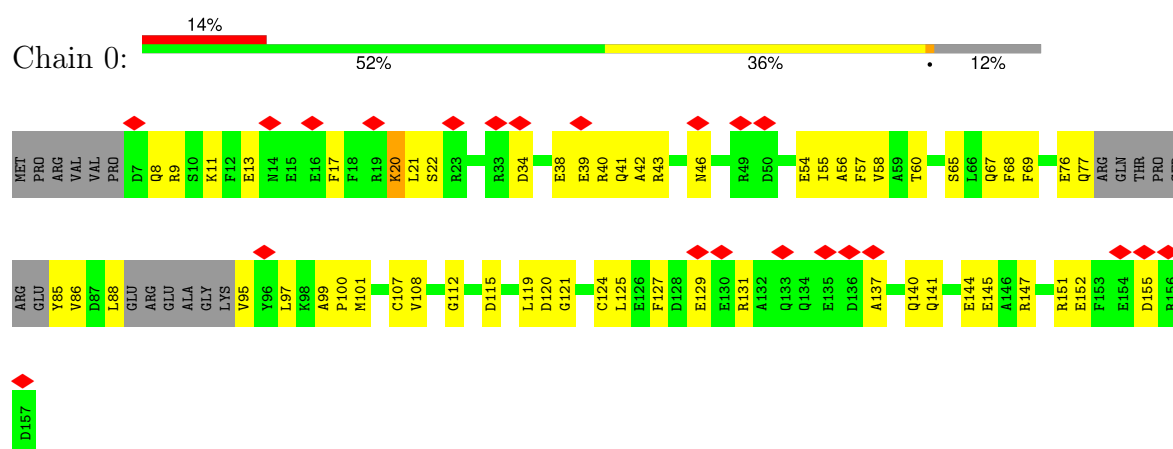 14%
Chain 0:
52% 36% • 12%
MET PRO ARG VAL VAL PRO D7 Q8 R9 S10 K11 F12 E13 N14 E15 E16 F17 F18 R19 K20 L21 S22 R23 R33 D34 E38 E39 R40 Q41 A42 R43 N46 R49 D50 E54 I55 A56 F57 V58 A59 T60 S65 L66 Q67 F68 F69 E76 Q77 ARG GLN THR PRO
ARG GLU Y85 V86 D87 L88 GLU ARG GLU ALA GLY LYS V95 Y96 L97 K98 A99 P100 M101 C107 V108 G112 D115 L119 D120 G121 C124 L125 E126 F127 D128 E129 E130 R131 A132 Q133 Q134 E135 D136 A137 Q140 Q141 E144 E145 A146 R147 R151 E152 F153 E154 D155 R156
D157